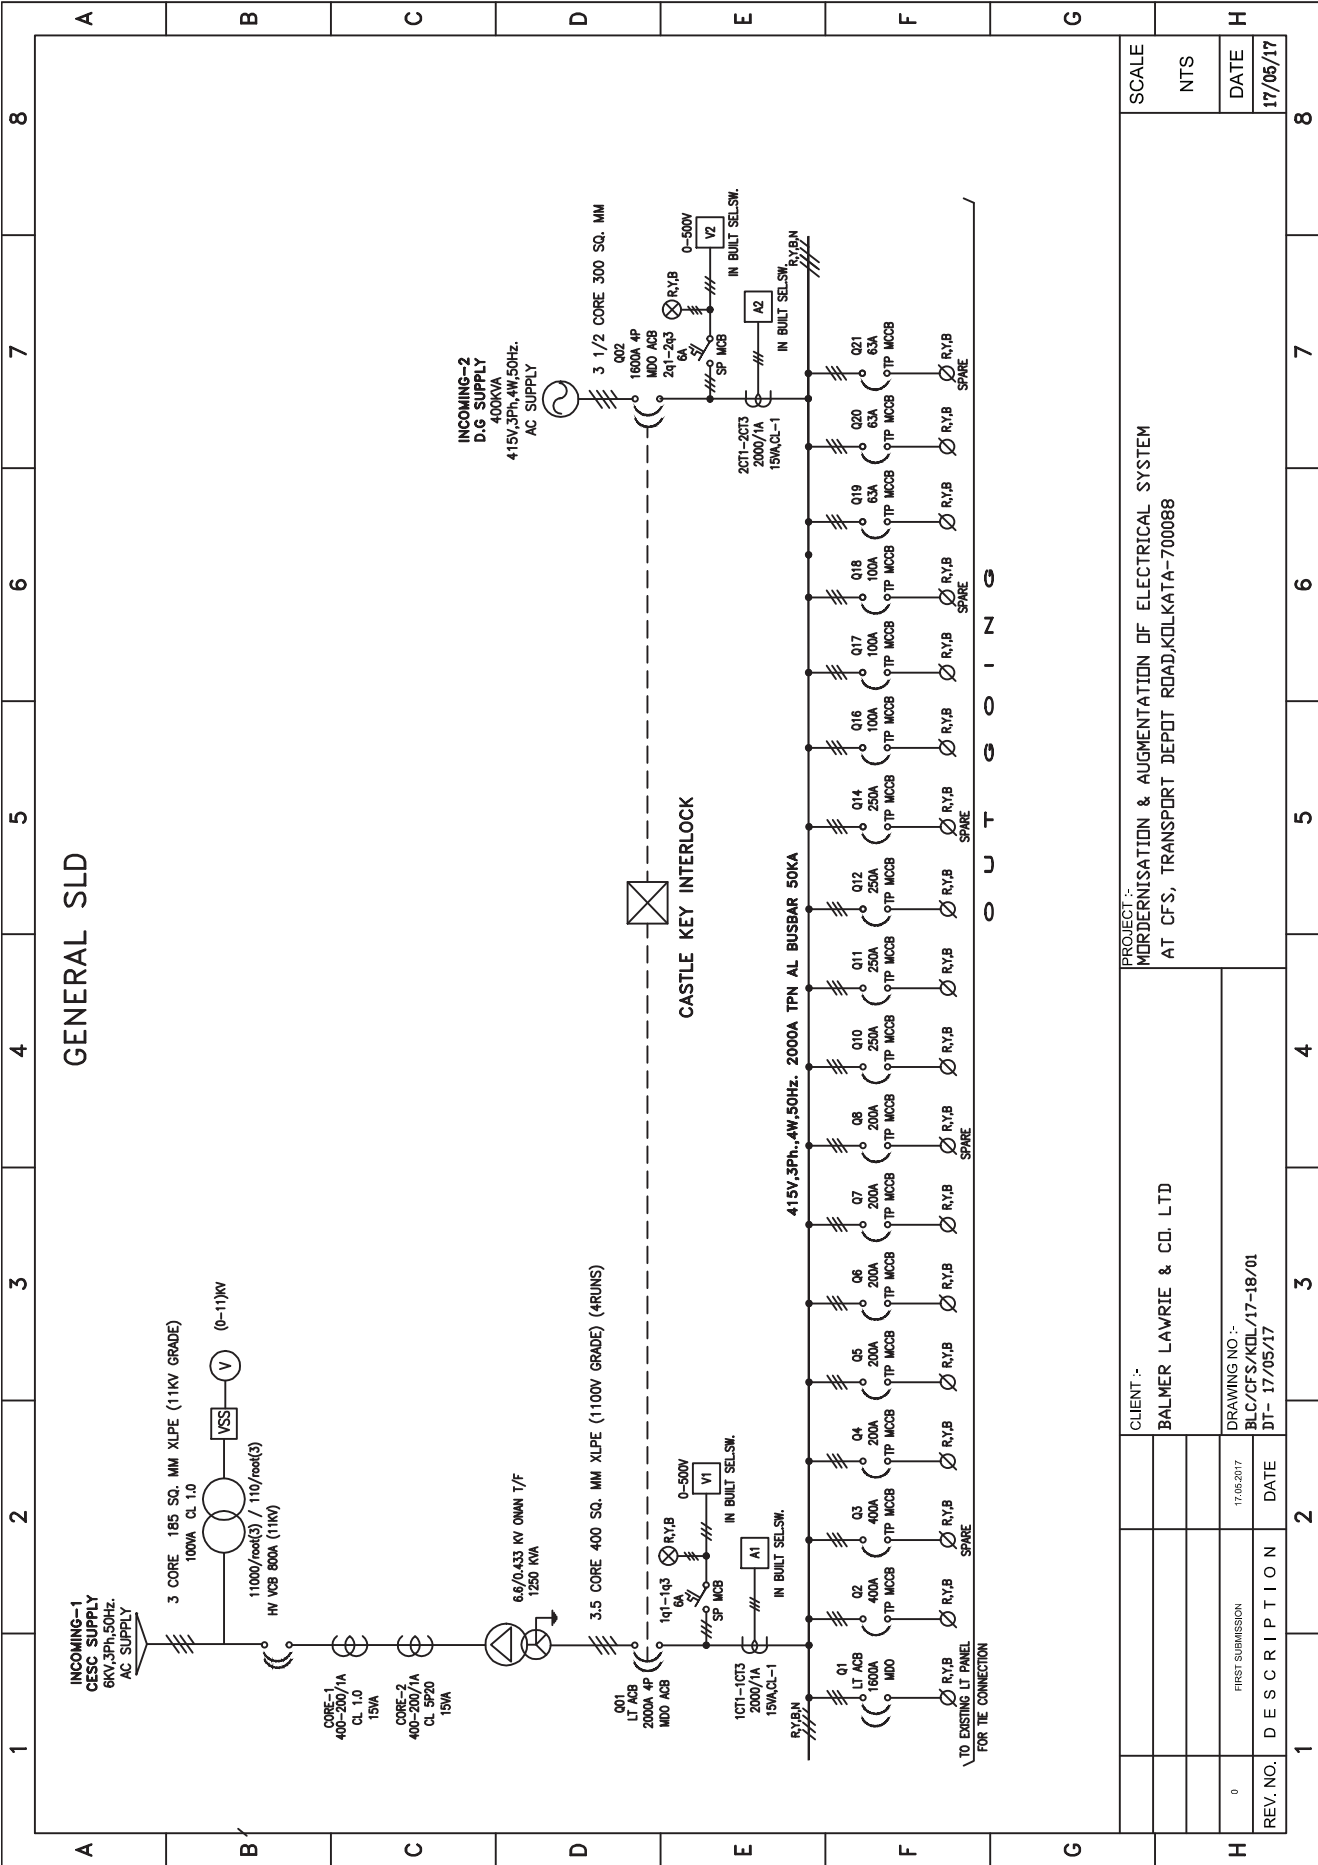 GENERAL SLD
INCOMING-1
CESC SUPPLY
6KV,3Ph,50Hz.
AC SUPPLY
3 CORE 185 SQ. MM XLPE (11KV GRADE)
100VA CL 1.0
VSS
V
(0-11)KV
11000/root(3) / 110/root(3)
HV VCB 800A (11KV)
CORE-1
400-200/1A
CL 1.0
15VA
CORE-2
400-200/1A
CL 5P20
15VA
6.6/0.433 KV ONAN T/F
1250 KVA
3.5 CORE 400 SQ. MM XLPE (1100V GRADE) (4RUNS)
Q01
LT ACB
2000A 4P
MDO ACB
1q1-1q3
6A
SP MCB
R,Y,B
0-500V
V1
IN BUILT SEL.SW.
A1
IN BUILT SEL.SW.
1CT1-1CT3
2000/1A
15VA,CL-1
R,Y,B,N
CASTLE KEY INTERLOCK
INCOMING-2
D.G SUPPLY
400KVA
415V,3Ph,4W,50Hz.
AC SUPPLY
3 1/2 CORE 300 SQ. MM
Q02
1600A 4P
MDO ACB
2q1-2q3
6A
SP MCB
R,Y,B
0-500V
V2
IN BUILT SEL.SW.
A2
IN BUILT SEL.SW.
2CT1-2CT3
2000/1A
15VA,CL-1
R,Y,B,N
415V,3Ph.,4W,50Hz. 2000A TPN AL BUSBAR 50KA
Q1
LT ACB
1600A
MDO
R,Y,B
TO EXISTING LT PANEL
FOR TIE CONNECTION
Q2
400A
TP MCCB
R,Y,B
Q3
400A
TP MCCB
R,Y,B
SPARE
Q4
200A
TP MCCB
R,Y,B
Q5
200A
TP MCCB
R,Y,B
Q6
200A
TP MCCB
R,Y,B
Q7
200A
TP MCCB
R,Y,B
Q8
200A
TP MCCB
R,Y,B
SPARE
Q10
250A
TP MCCB
R,Y,B
Q11
250A
TP MCCB
R,Y,B
Q12
250A
TP MCCB
R,Y,B
Q14
250A
TP MCCB
R,Y,B
SPARE
Q16
100A
TP MCCB
R,Y,B
Q17
100A
TP MCCB
R,Y,B
Q18
100A
TP MCCB
R,Y,B
SPARE
Q19
63A
TP MCCB
R,Y,B
Q20
63A
TP MCCB
R,Y,B
Q21
63A
TP MCCB
R,Y,B
SPARE
O U T G O I N G
0
FIRST SUBMISSION
17.05.2017
REV. NO.
D E S C R I P T I O N
DATE
CLIENT :-
BALMER LAWRIE & CO. LTD
DRAWING NO :-
BLC/CFS/KOL/17-18/01
DT- 17/05/17
PROJECT :-
MORDERNISATION & AUGMENTATION OF ELECTRICAL SYSTEM
AT CFS, TRANSPORT DEPOT ROAD,KOLKATA-700088
SCALE
NTS
DATE
17/05/17
1 2 3 4 5 6 7 8
1 2 3 4 5 6 7 8
A B C D E F G H
A B C D E F G H